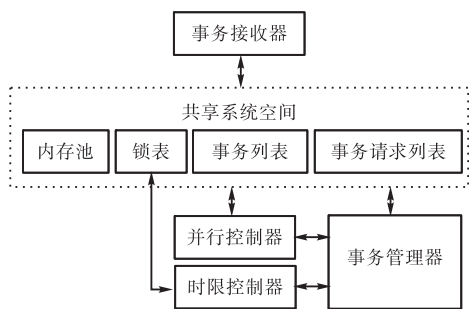 事务接收器
共享系统空间
内存池 锁表 事务列表 事务请求列表
并行控制器
事务管理器
时限控制器